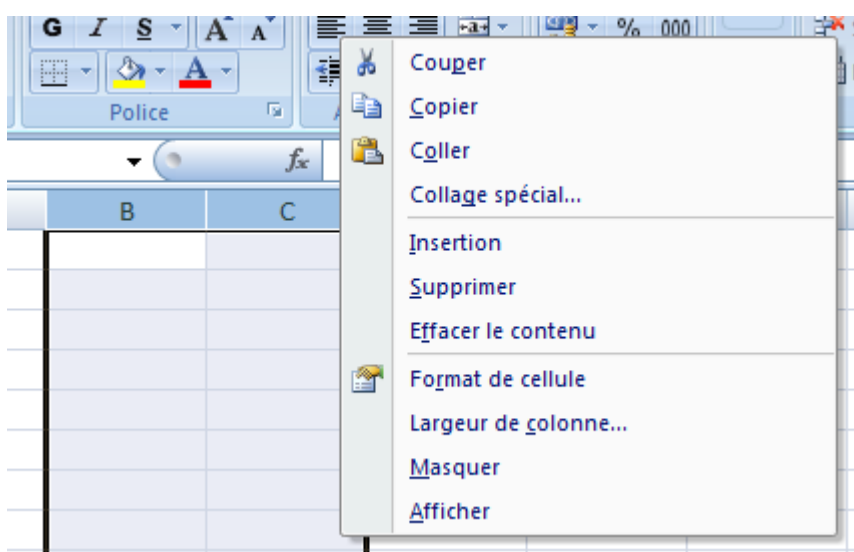 G I S A A % 000
A
Police
fx
B C
Couper
Copier
Coller
Collage spécial...
Insertion
Supprimer
Effacer le contenu
Format de cellule
Largeur de colonne...
Masquer
Afficher